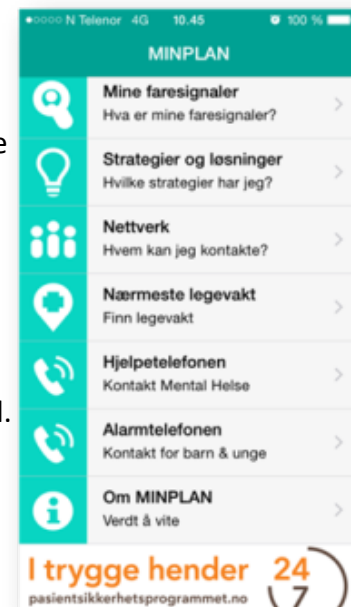 N Telenor 4G 10.45 100 %
MINPLAN
Mine faresignaler
Hva er mine faresignaler?
e
Strategier og løsninger
Hvilke strategier har jeg?
Nettverk
Hvem kan jeg kontakte?
Nærmeste legevakt
Finn legevakt
Hjelpetelefonen
Kontakt Mental Helse
l.
Alarmtelefonen
Kontakt for barn & unge
Om MINPLAN
Verdt å vite
I trygge hender 24
pasientsikkerhetsprogrammet.no 7